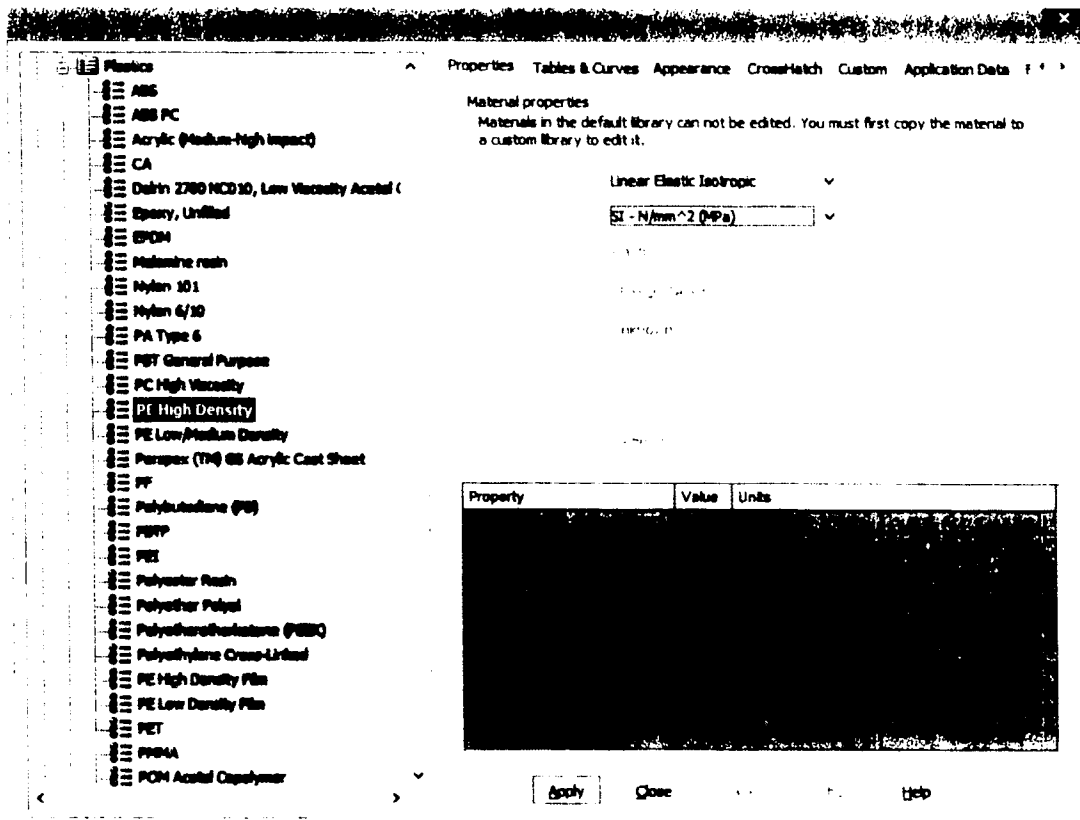 Plastics
ABS
ABS PC
Acrylic (Medium-high impact)
CA
Delrin 2700 NC010, Low Viscosity Acetal (
Epoxy, Unfilled
EPDM
Melamine resin
Nylon 101
Nylon 6/10
PA Type 6
PBT General Purpose
PC High Viscosity
PE High Density
PE Low/Medium Density
Perspex (TM) GS Acrylic Cast Sheet
PF
Polybutadiene (PB)
PBTP
PEI
Polyester Resin
Polyether Polyol
Polyetheretherketone (PEEK)
Polyethylene Cross-Linked
PE High Density Film
PE Low Density Film
PET
PMMA
POM Acetal Copolymer
Properties Tables & Curves Appearance CrossHatch Custom Application Data F
Material properties
Materials in the default library can not be edited. You must first copy the material to
a custom library to edit it.
Linear Elastic Isotropic
SI - N/mm^2 (MPa)
Property Value Units
Apply Close Help